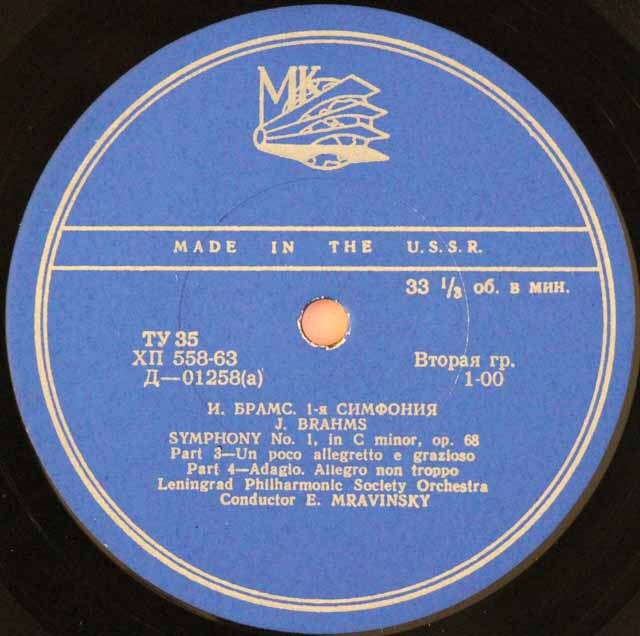 МК
MADE IN THE U.S.S.R.
33 1/3 об. в мин.
ТУ 35
ХП 558-63
Д—01258(а)
Вторая гр.
1-00
И. БРАМС. 1-я СИМФОНИЯ
J. BRAHMS
SYMPHONY No. 1, in C minor, op. 68
Part 3—Un poco allegretto e grazioso
Part 4—Adagio. Allegro non troppo
Leningrad Philharmonic Society Orchestra
Conductor E. MRAVINSKY